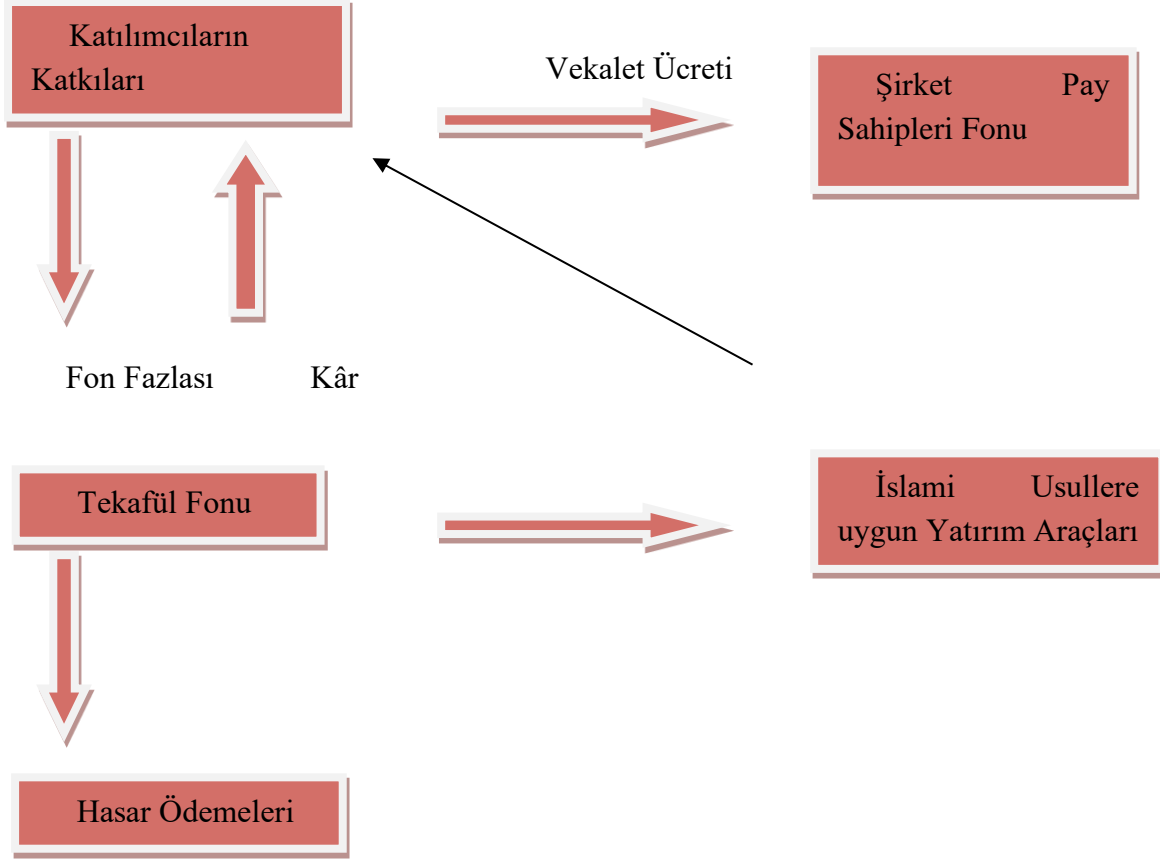 Katılımcıların
Katkıları
Vekalet Ücreti
Şirket Pay
Sahipleri Fonu
Fon Fazlası
Kâr
Tekafül Fonu
İslami Usullere
uygun Yatırım Araçları
Hasar Ödemeleri